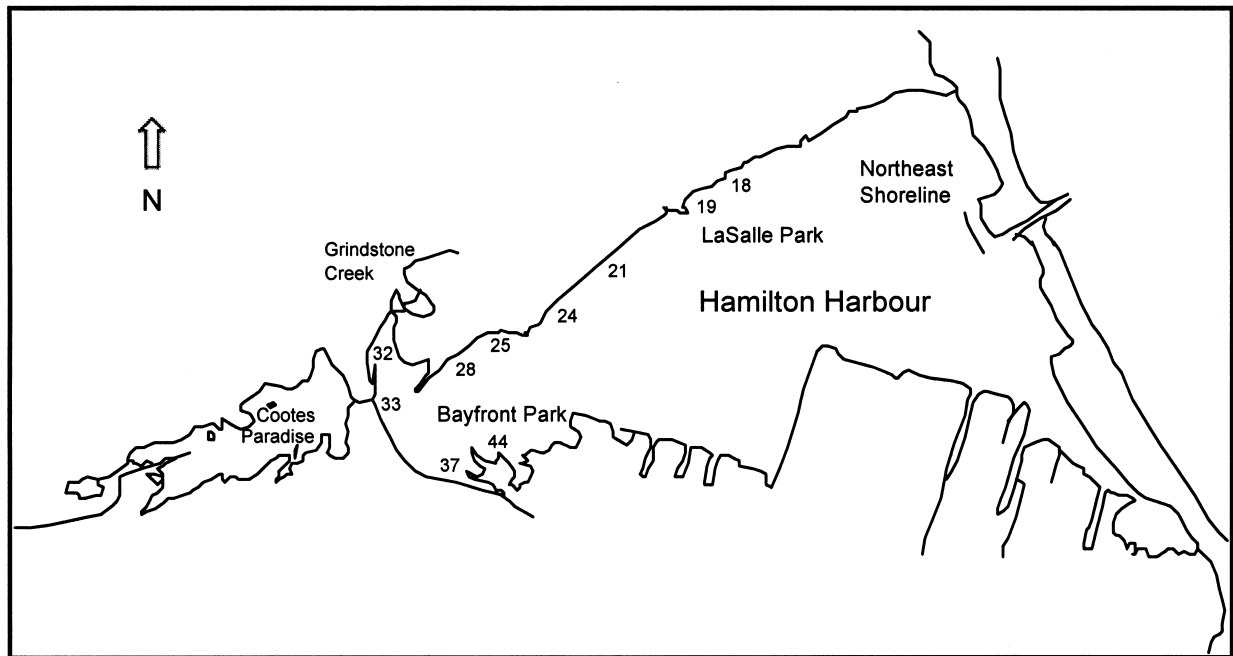 N
Northeast
Shoreline
18
19
LaSalle Park
Grindstone
Creek
21
Hamilton Harbour
24
25
32
28
33
Cootes
Paradise
Bayfront Park
44
37